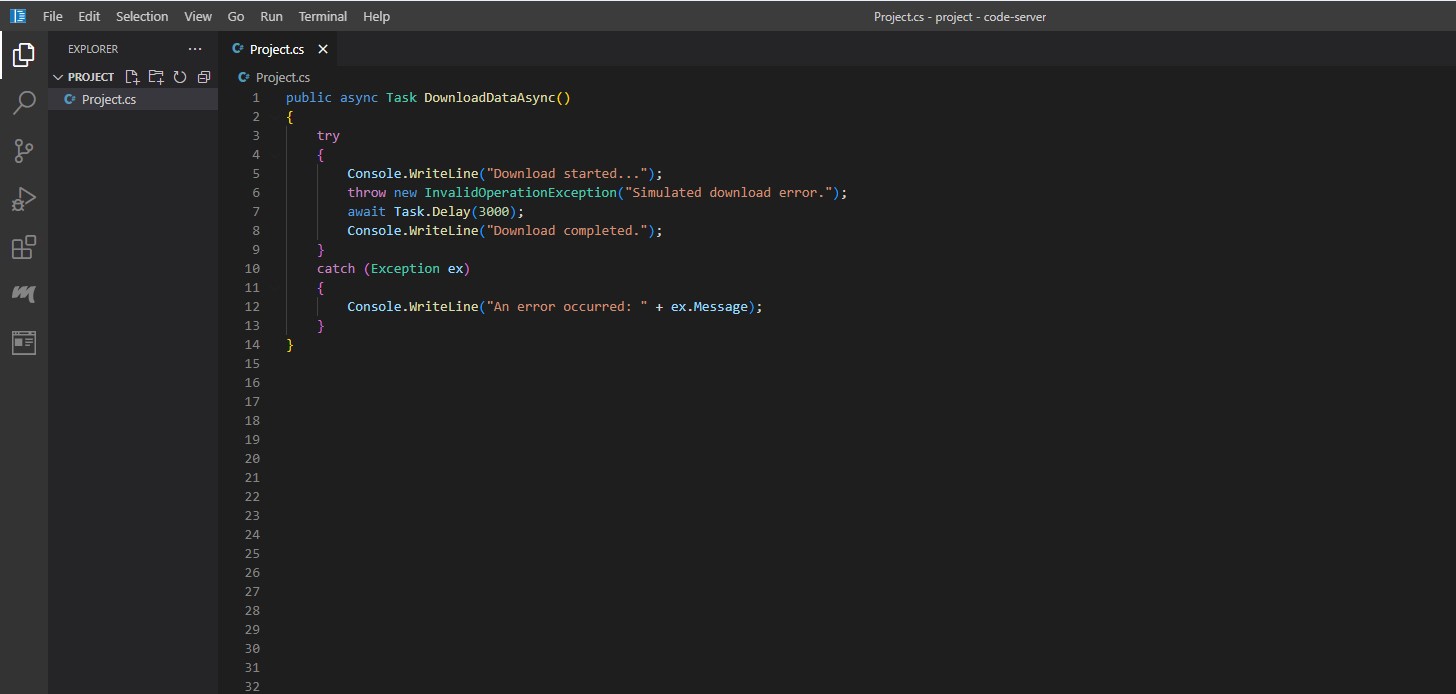 File Edit Selection View Go Run Terminal Help
Project.cs - project - code-server
EXPLORER
PROJECT
C# Project.cs
C# Project.cs
C# Project.cs
1 public async Task DownloadDataAsync()
2 {
3 try
4 {
5 Console.WriteLine("Download started...");
6 throw new InvalidOperationException("Simulated download error.");
7 await Task.Delay(3000);
8 Console.WriteLine("Download completed.");
9 }
10 catch (Exception ex)
11 {
12 Console.WriteLine("An error occurred: " + ex.Message);
13 }
14 }
15
16
17
18
19
20
21
22
23
24
25
26
27
28
29
30
31
32